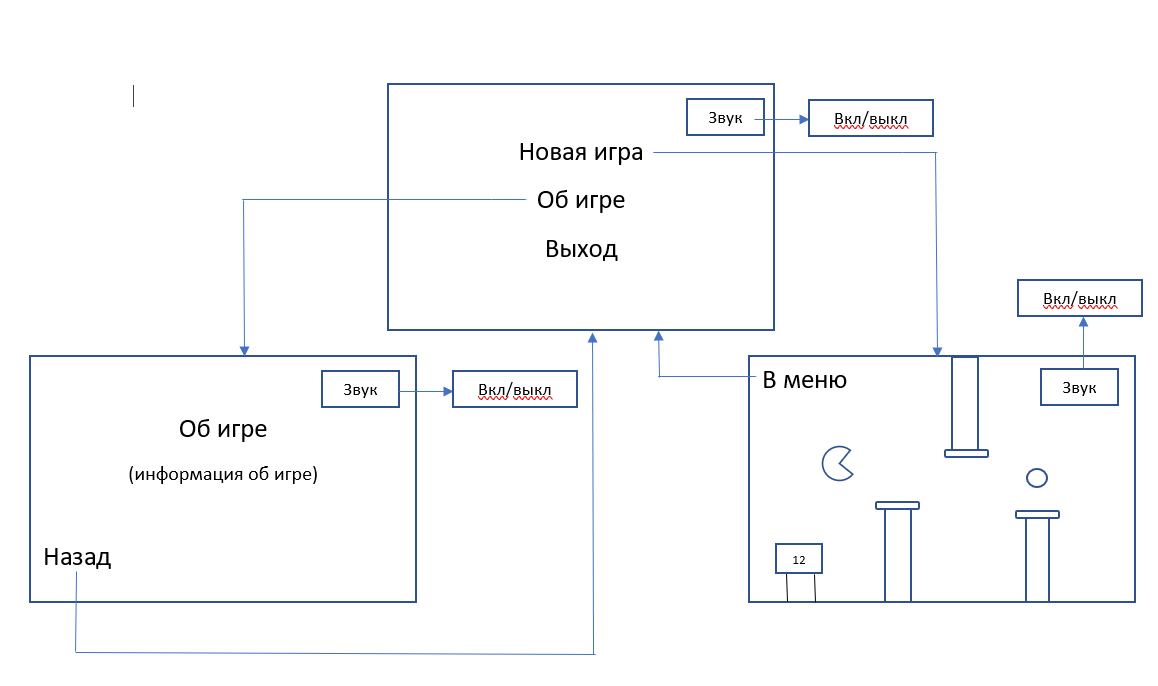 Звук
Вкл/выкл
Новая игра
Об игре
Выход
Вкл/выкл
Звук
Вкл/выкл
Об игре
(информация об игре)
Назад
В меню
Звук
12